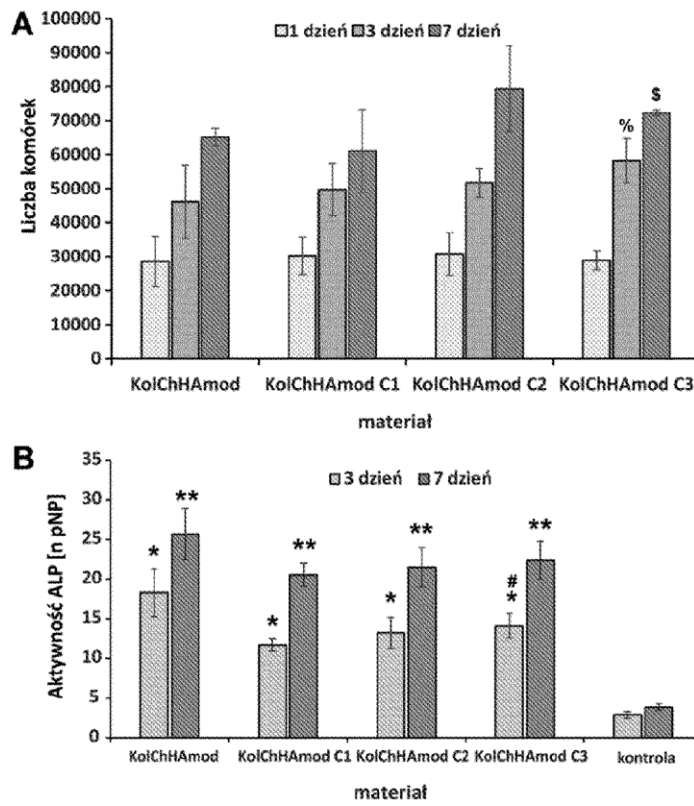 A
1 dzień 3 dzień 7 dzień
Liczba komórek
100000
90000
80000
70000
60000
50000
40000
30000
20000
10000
0
% $
KolChHAmod KolChHAmod C1 KolChHAmod C2 KolChHAmod C3
materiał
B
3 dzień 7 dzień
Aktywność ALP [n pNP]
35
30
25
20
15
10
5
0
* ** * ** * ** # * **
KolChHAmod KolChHAmod C1 KolChHAmod C2 KolChHAmod C3 kontrola
materiał